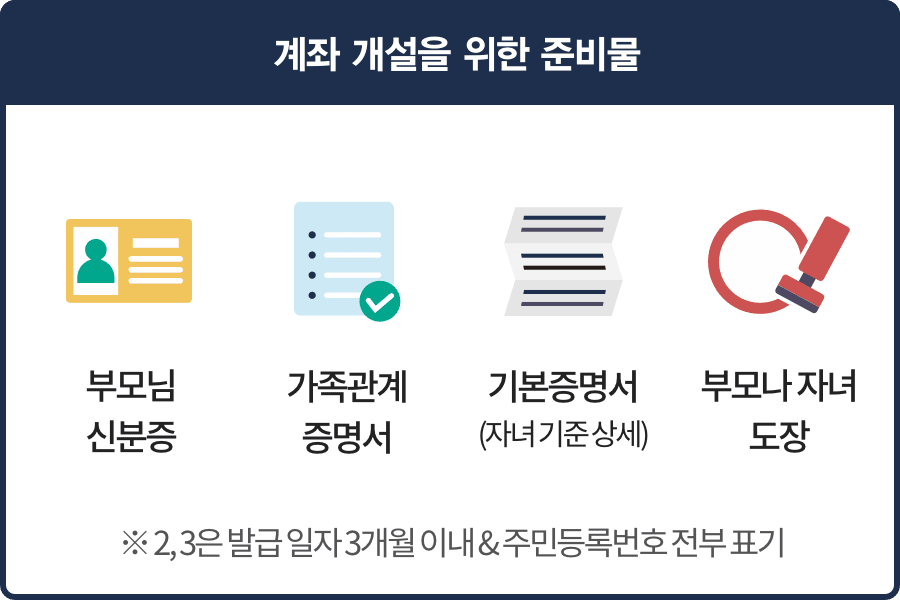 계좌 개설을 위한 준비물
부모님
신분증
가족관계
증명서
기본증명서
(자녀 기준 상세)
부모나 자녀
도장
※ 2, 3은 발급 일자 3개월 이내 & 주민등록번호 전부 표기